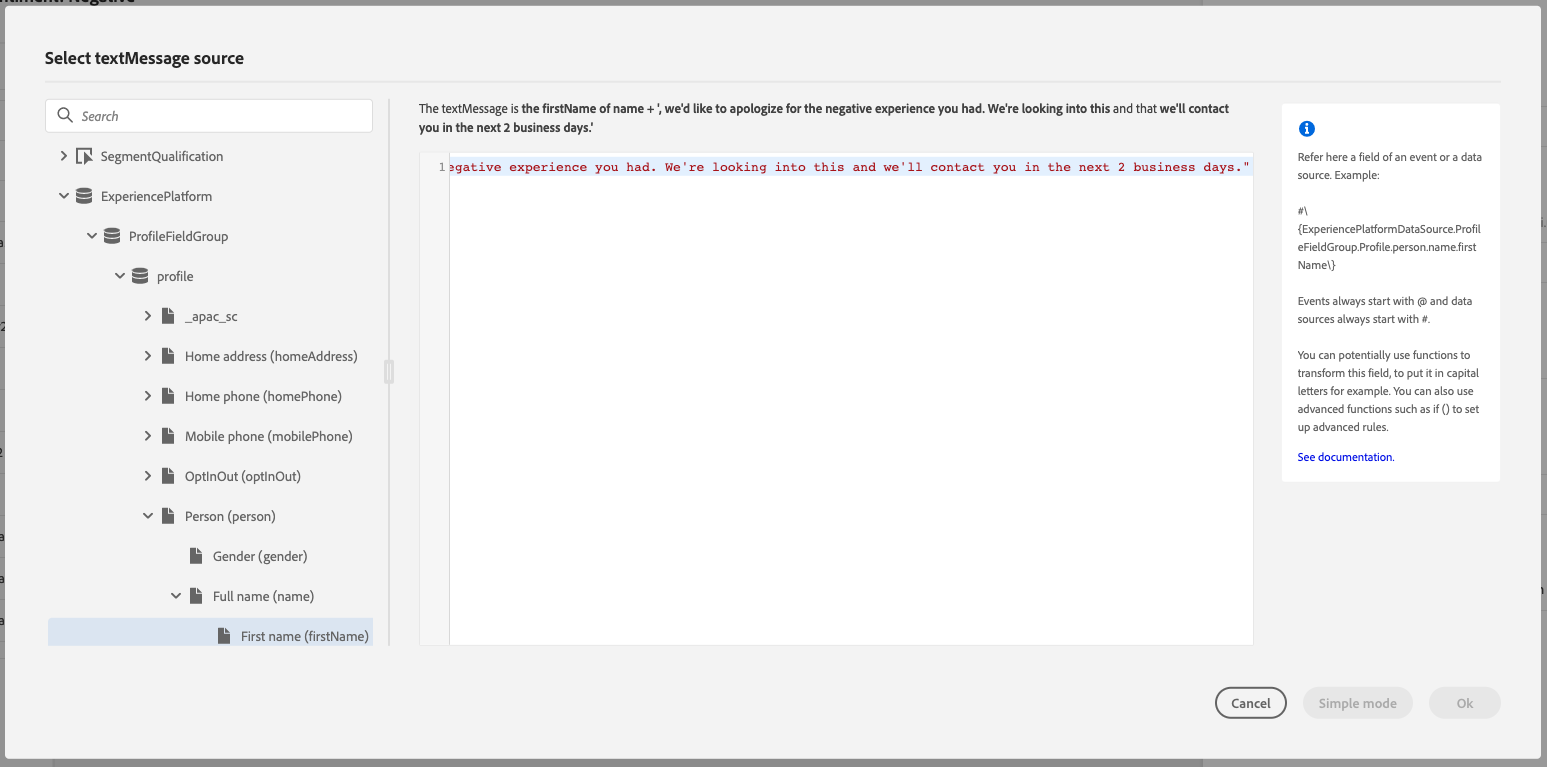 Negative
Select textMessage source
Search
SegmentQualification
ExperiencePlatform
ProfileFieldGroup
profile
_apac_sc
Home address (homeAddress)
Home phone (homePhone)
Mobile phone (mobilePhone)
OptInOut (optInOut)
Person (person)
Gender (gender)
Full name (name)
First name (firstName)
The textMessage is the firstName of name + ', we'd like to apologize for the negative experience you had. We're looking into this and that we'll contact
you in the next 2 business days.'
1 egative experience you had. We're looking into this and we'll contact you in the next 2 business days."
Refer here a field of an event or a data
source. Example:
#\
{ExperiencePlatformDataSource.Profil
eFieldGroup.Profile.person.name.first
Name\}
Events always start with @ and data
sources always start with #.
You can potentially use functions to
transform this field, to put it in capital
letters for example. You can also use
advanced functions such as if () to set
up advanced rules.
See documentation.
Cancel
Simple mode
Ok